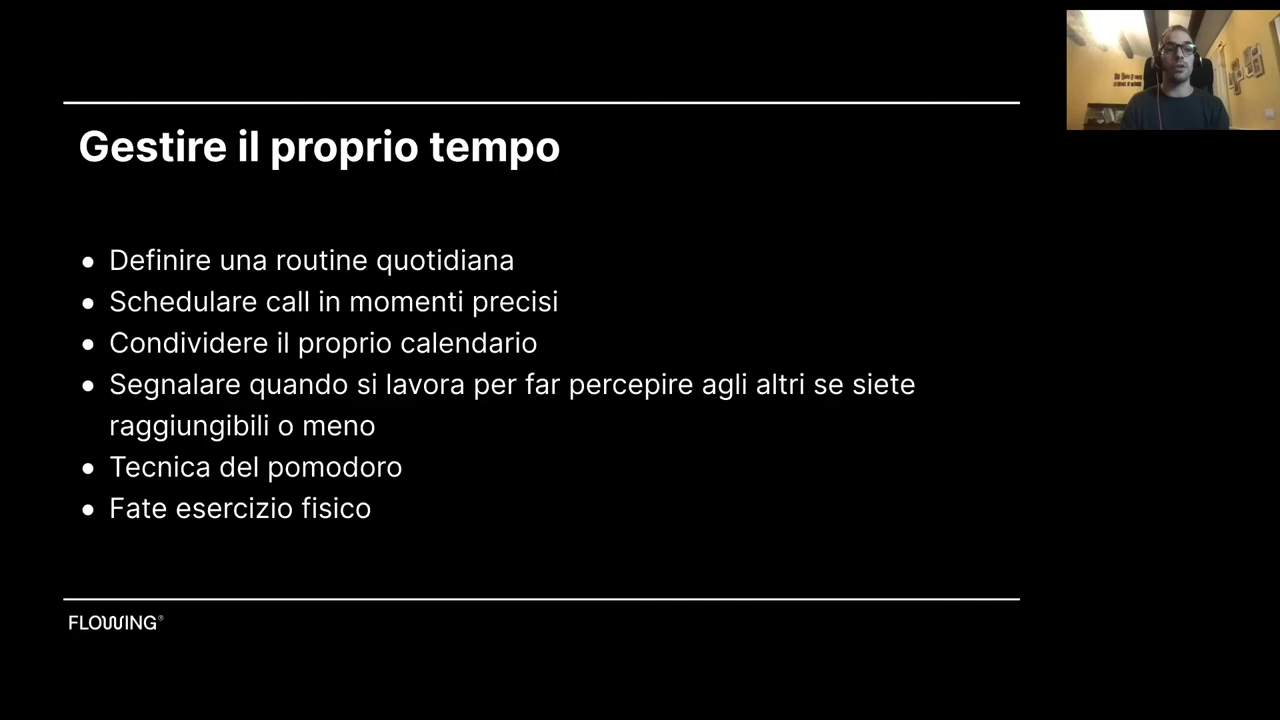 Gestire il proprio tempo
● Definire una routine quotidiana
● Schedulare call in momenti precisi
● Condividere il proprio calendario
● Segnalare quando si lavora per far percepire agli altri se siete
raggiungibili o meno
● Tecnica del pomodoro
● Fate esercizio fisico
FLOWING®